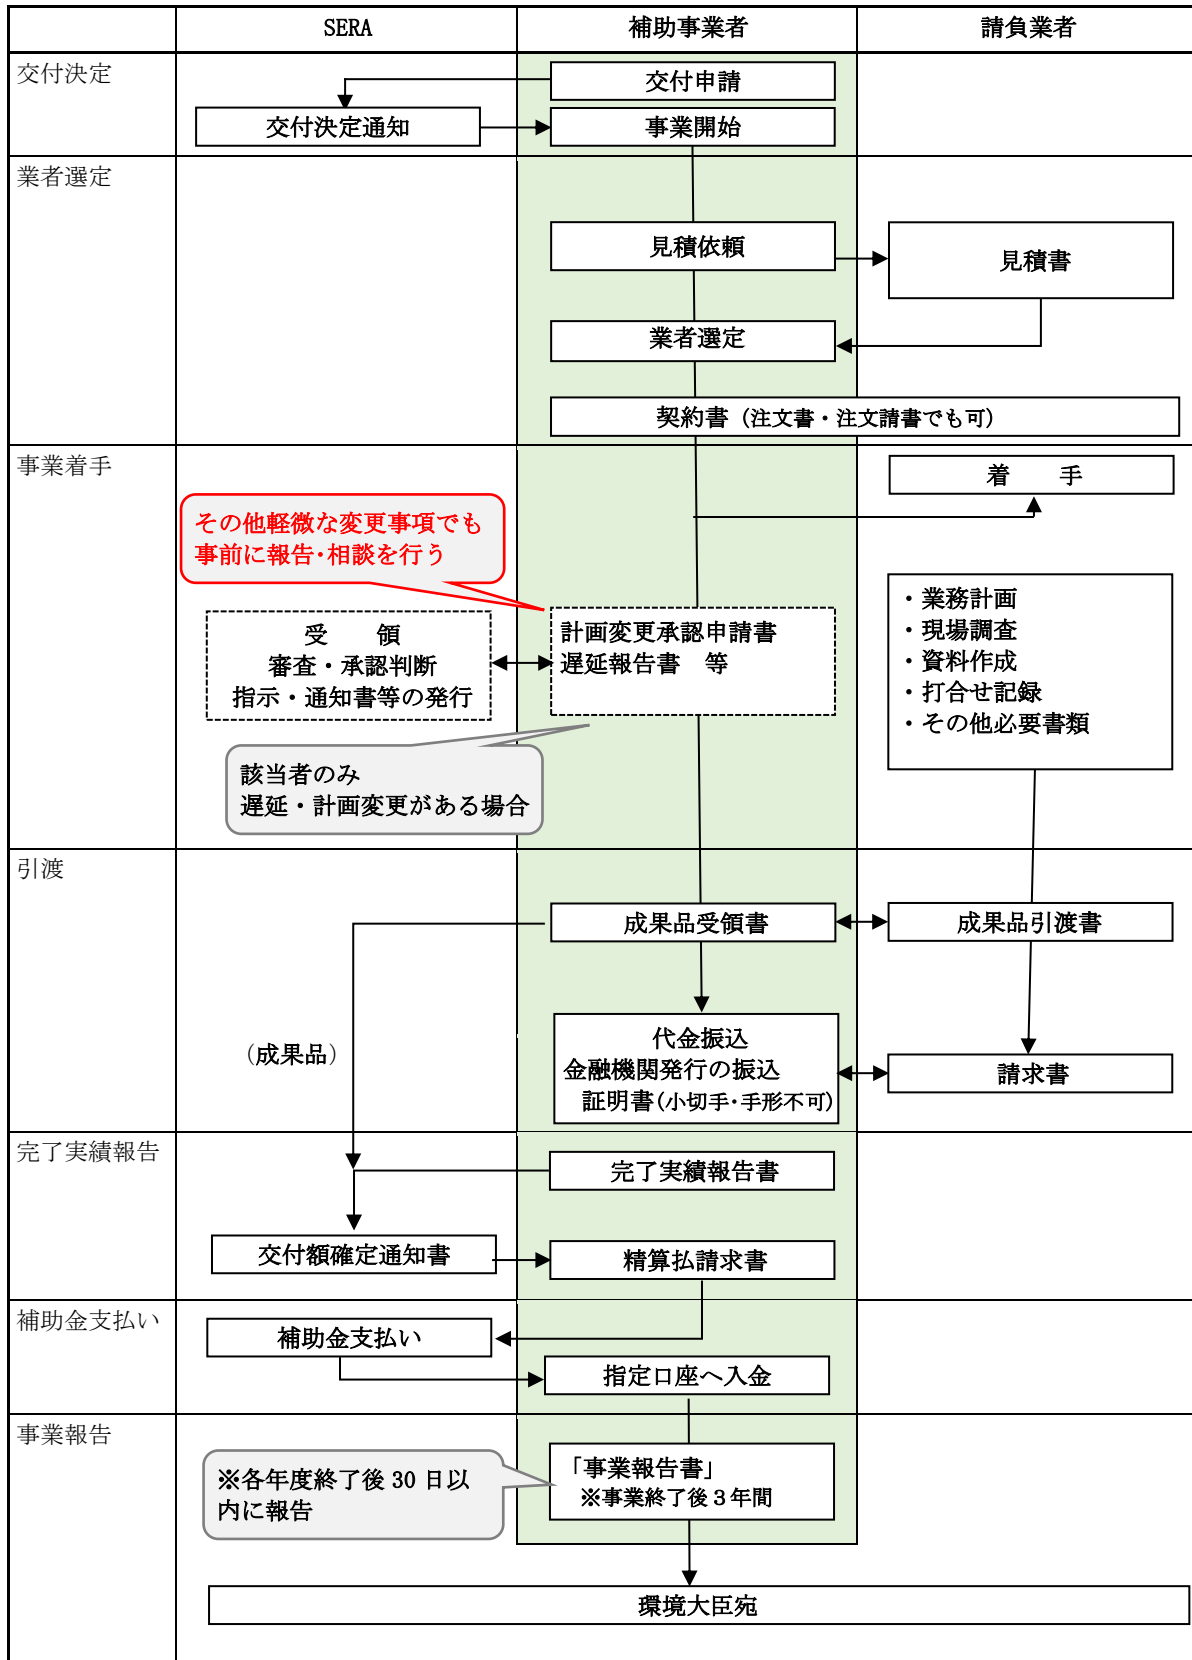 SERA
補助事業者
請負業者
交付決定
交付申請
交付決定通知
事業開始
業者選定
見積依頼
見積書
業者選定
契約書（注文書・注文請書でも可）
事業着手
着　　手
その他軽微な変更事項でも
事前に報告･相談を行う
・業務計画
・現場調査
・資料作成
・打合せ記録
・その他必要書類
受　　領
審査・承認判断
指示・通知書等の発行
計画変更承認申請書
遅延報告書　等
該当者のみ
遅延・計画変更がある場合
引渡
成果品受領書
成果品引渡書
（成果品）
代金振込
金融機関発行の振込
証明書(小切手･手形不可)
請求書
完了実績報告
完了実績報告書
交付額確定通知書
精算払請求書
補助金支払い
補助金支払い
指定口座へ入金
事業報告
※各年度終了後 30 日以
内に報告
「事業報告書」
※事業終了後３年間
環境大臣宛